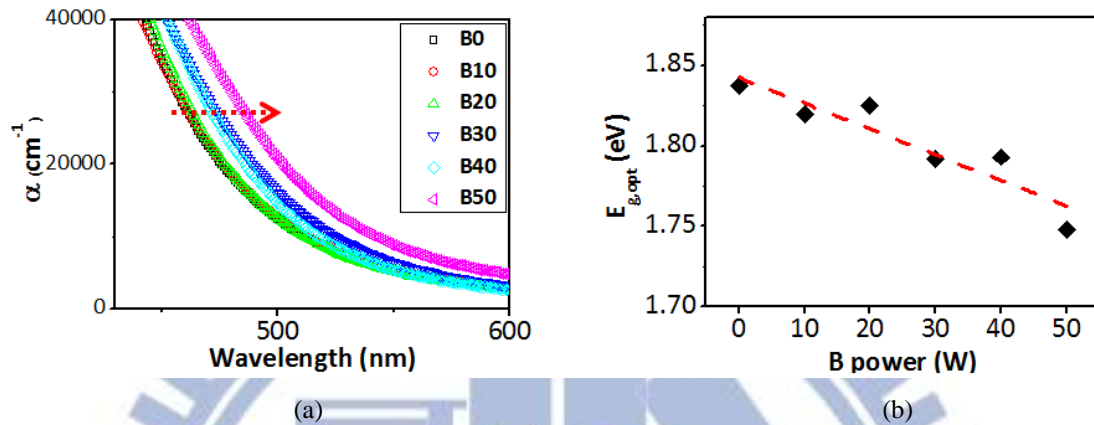 40000
20000
0
500
600
α (cm-1)
Wavelength (nm)
B0
B10
B20
B30
B40
B50
(a)
1.85
1.80
1.75
1.70
0 10 20 30 40 50
Eg,opt (eV)
B power (W)
(b)